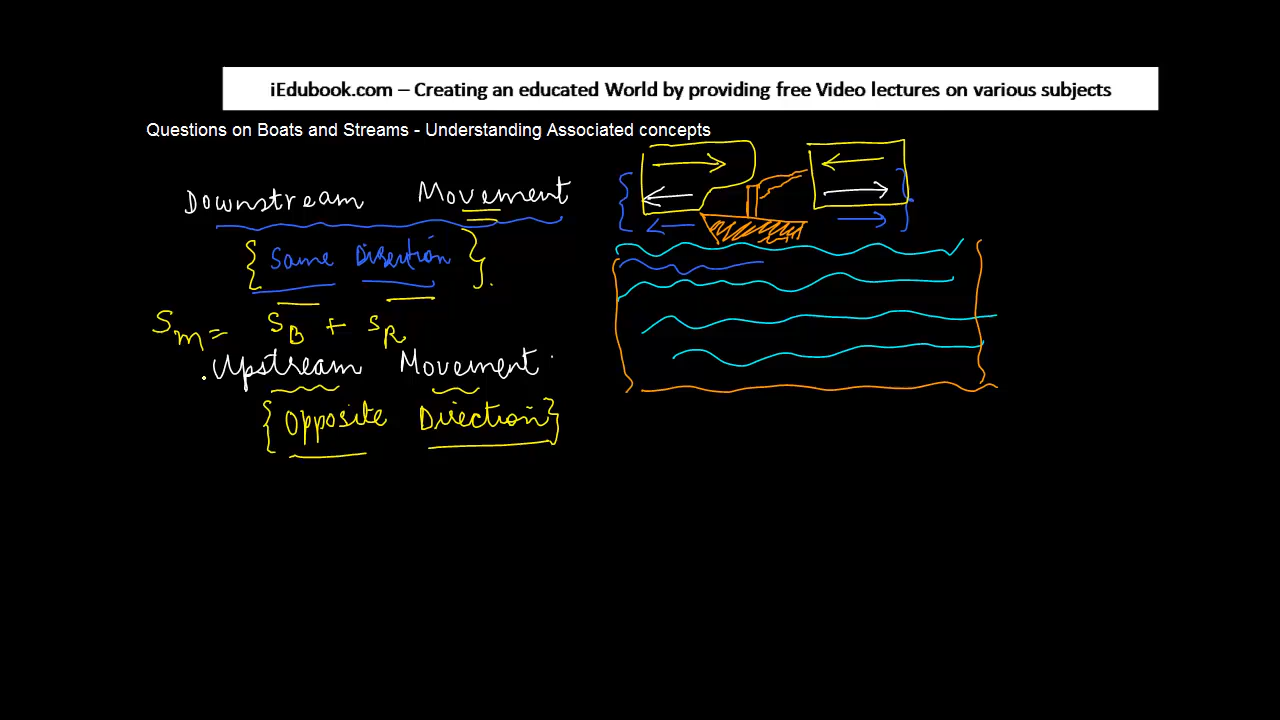 iEdubook.com – Creating an educated World by providing free Video lectures on various subjects
Questions on Boats and Streams - Understanding Associated concepts
Downstream Movement
{ Same Direction }.
Sm= SB + SR
.Upstream Movement
{ Opposite Direction }